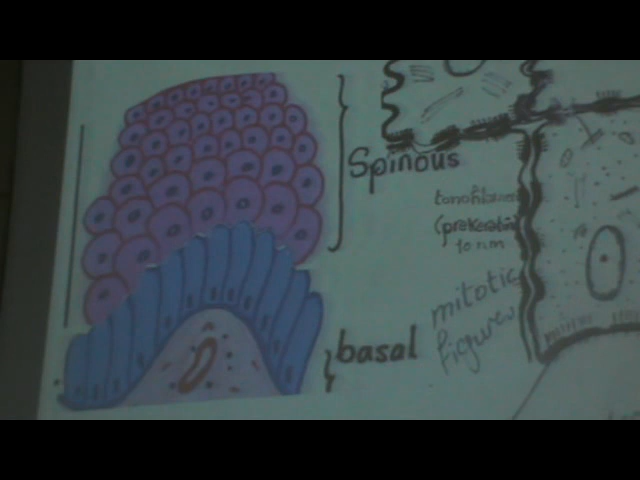 Spinous
tonofilaments
(prekeratin
10 nm
mitotic
figures
basal